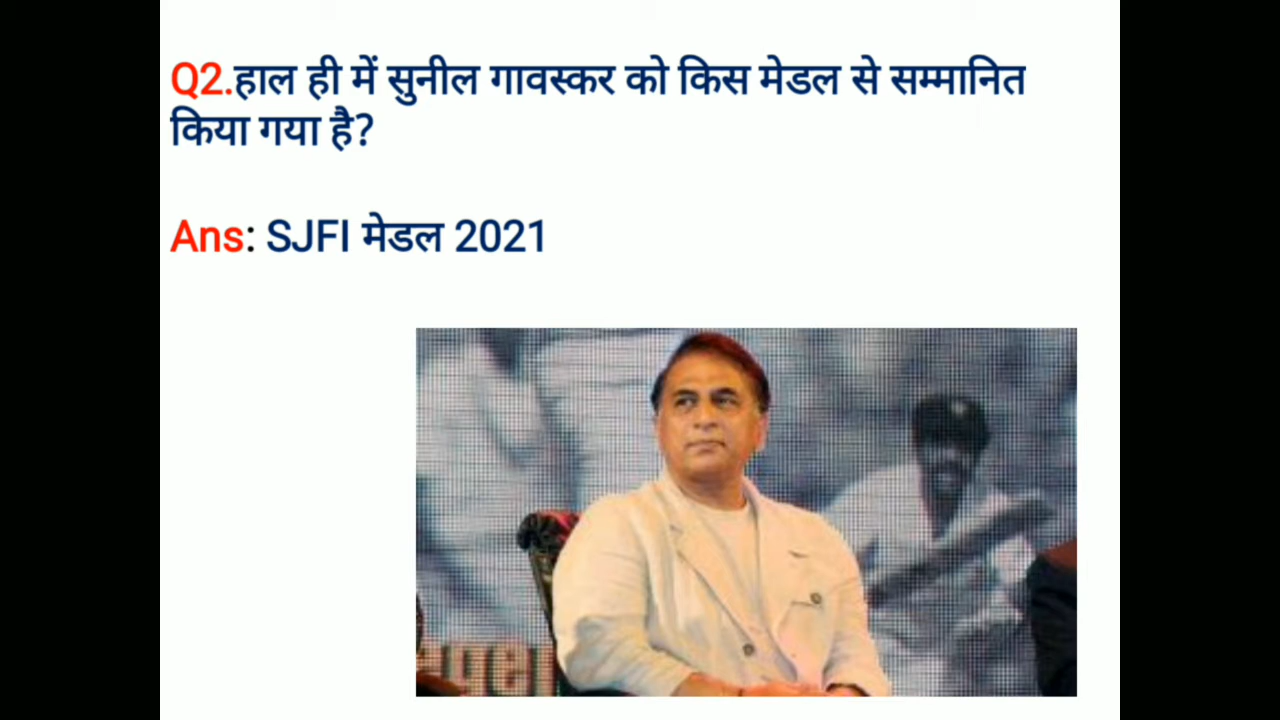 Q2.हाल ही में सुनील गावस्कर को किस मेडल से सम्मानित
किया गया है?
Ans: SJFI मेडल 2021